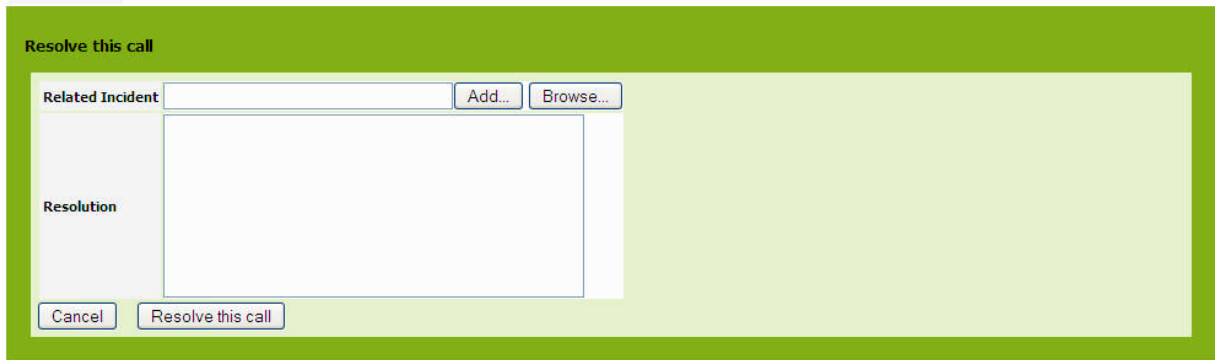 Resolve this call
Related Incident Add... Browse...
Resolution
Cancel Resolve this call